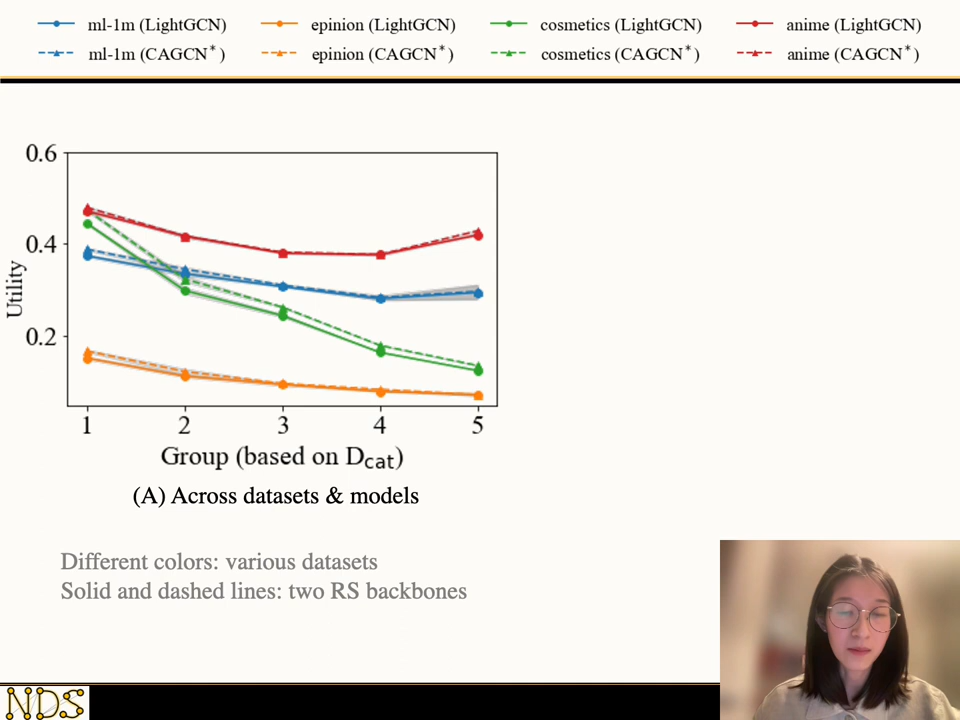 ml-1m (LightGCN) epinion (LightGCN) cosmetics (LightGCN) anime (LightGCN)
ml-1m (CAGCN*) epinion (CAGCN*) cosmetics (CAGCN*) anime (CAGCN*)
0.6
0.4
0.2
Utility
1 2 3 4 5
Group (based on Dcat)
(A) Across datasets & models
Different colors: various datasets
Solid and dashed lines: two RS backbones
NDS